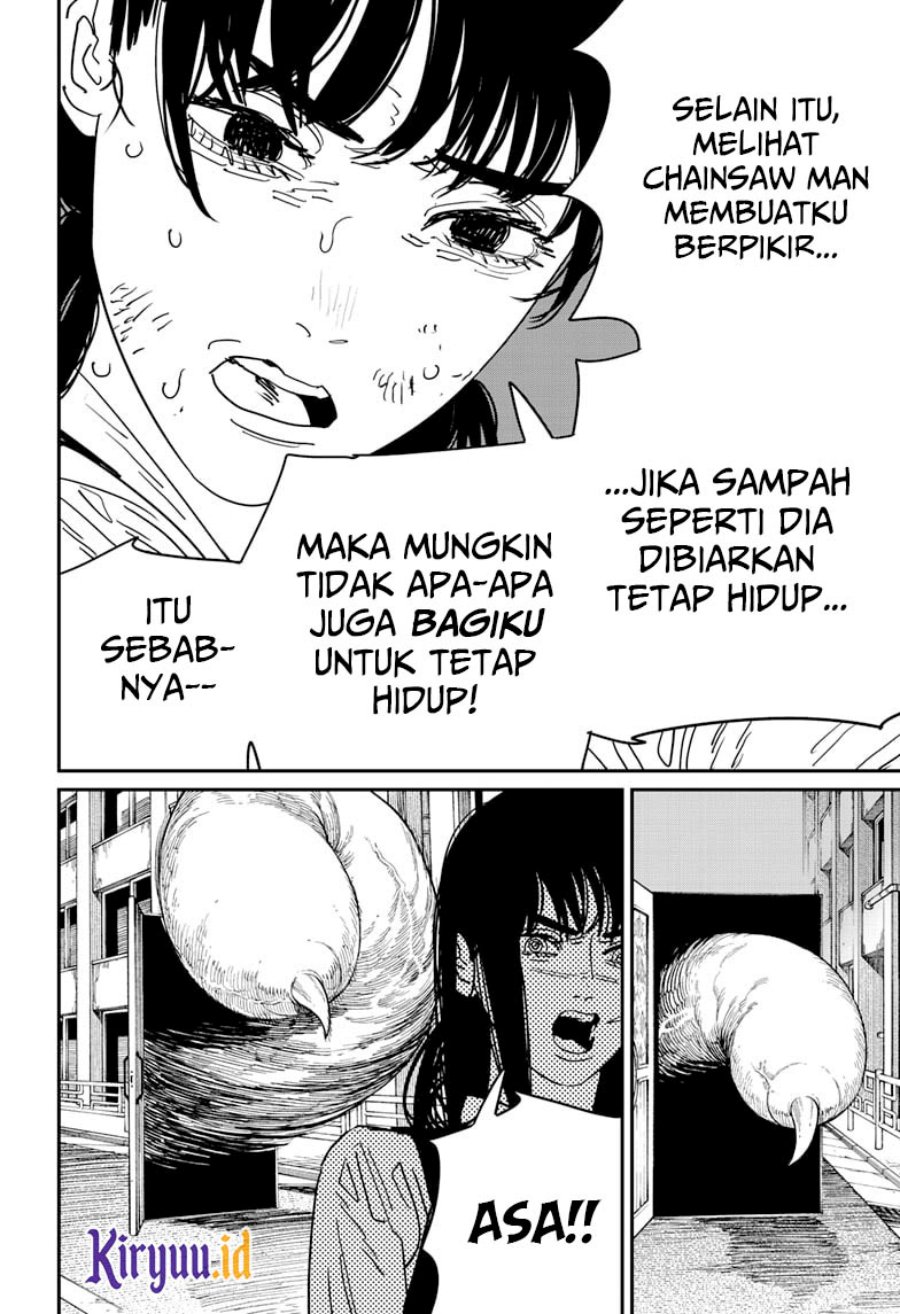 SELAIN ITU,
MELIHAT
CHAINSAW MAN
MEMBUATKU
BERPIKIR...
...JIKA SAMPAH
SEPERTI DIA
DIBIARKAN
TETAP HIDUP...
MAKA MUNGKIN
TIDAK APA-APA
JUGA BAGIKU
UNTUK TETAP
HIDUP!
ITU
SEBAB-
NYA--
ASA!!
Kiryuu.id